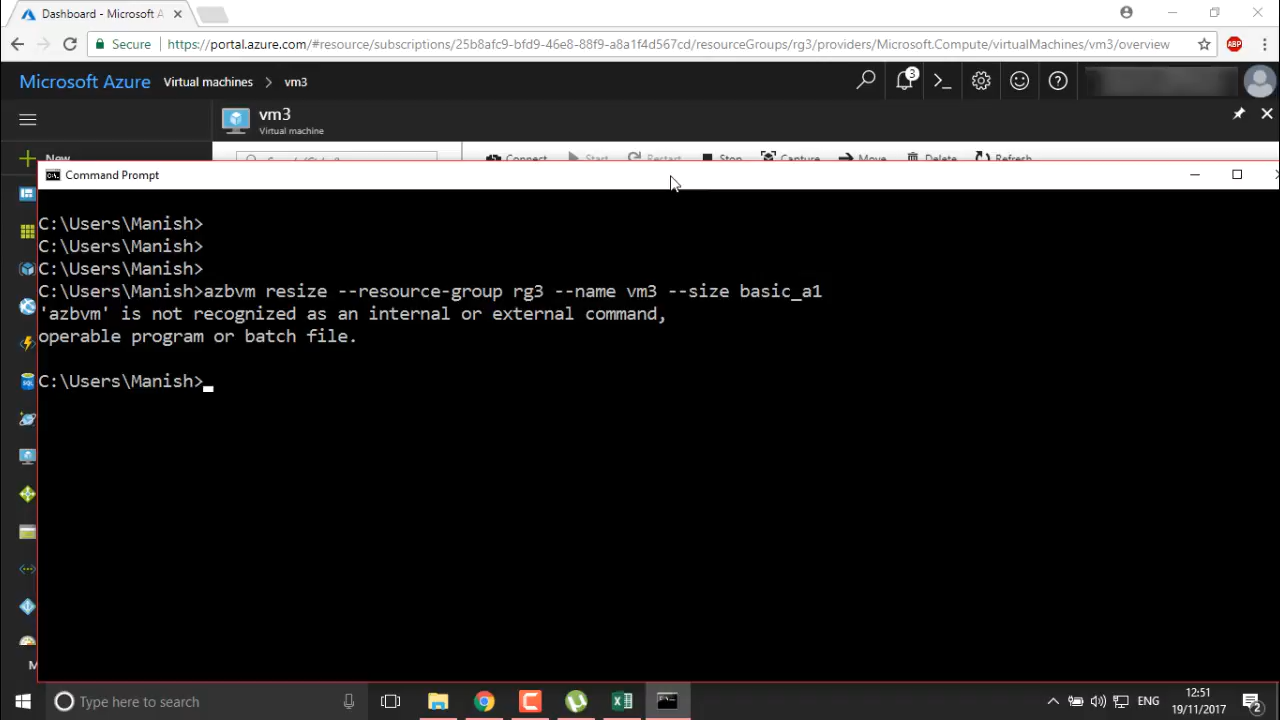 Dashboard - Microsoft A
Secure
https://portal.azure.com/#resource/subscriptions/25b8afc9-bfd9-46e8-88f9-a8a1f4d567cd/resourceGroups/rg3/providers/Microsoft.Compute/virtualMachines/vm3/overview
ABP
Microsoft Azure
Virtual machines > vm3
3
vm3
Virtual machine
New
Connect
Start
Restart
Stop
Capture
Move
Delete
Refresh
Command Prompt
C:\Users\Manish>
C:\Users\Manish>
C:\Users\Manish>
C:\Users\Manish>azbvm resize --resource-group rg3 --name vm3 --size basic_a1
'azbvm' is not recognized as an internal or external command,
operable program or batch file.
C:\Users\Manish>
SQL
M
Type here to search
ENG
12:51
19/11/2017
2